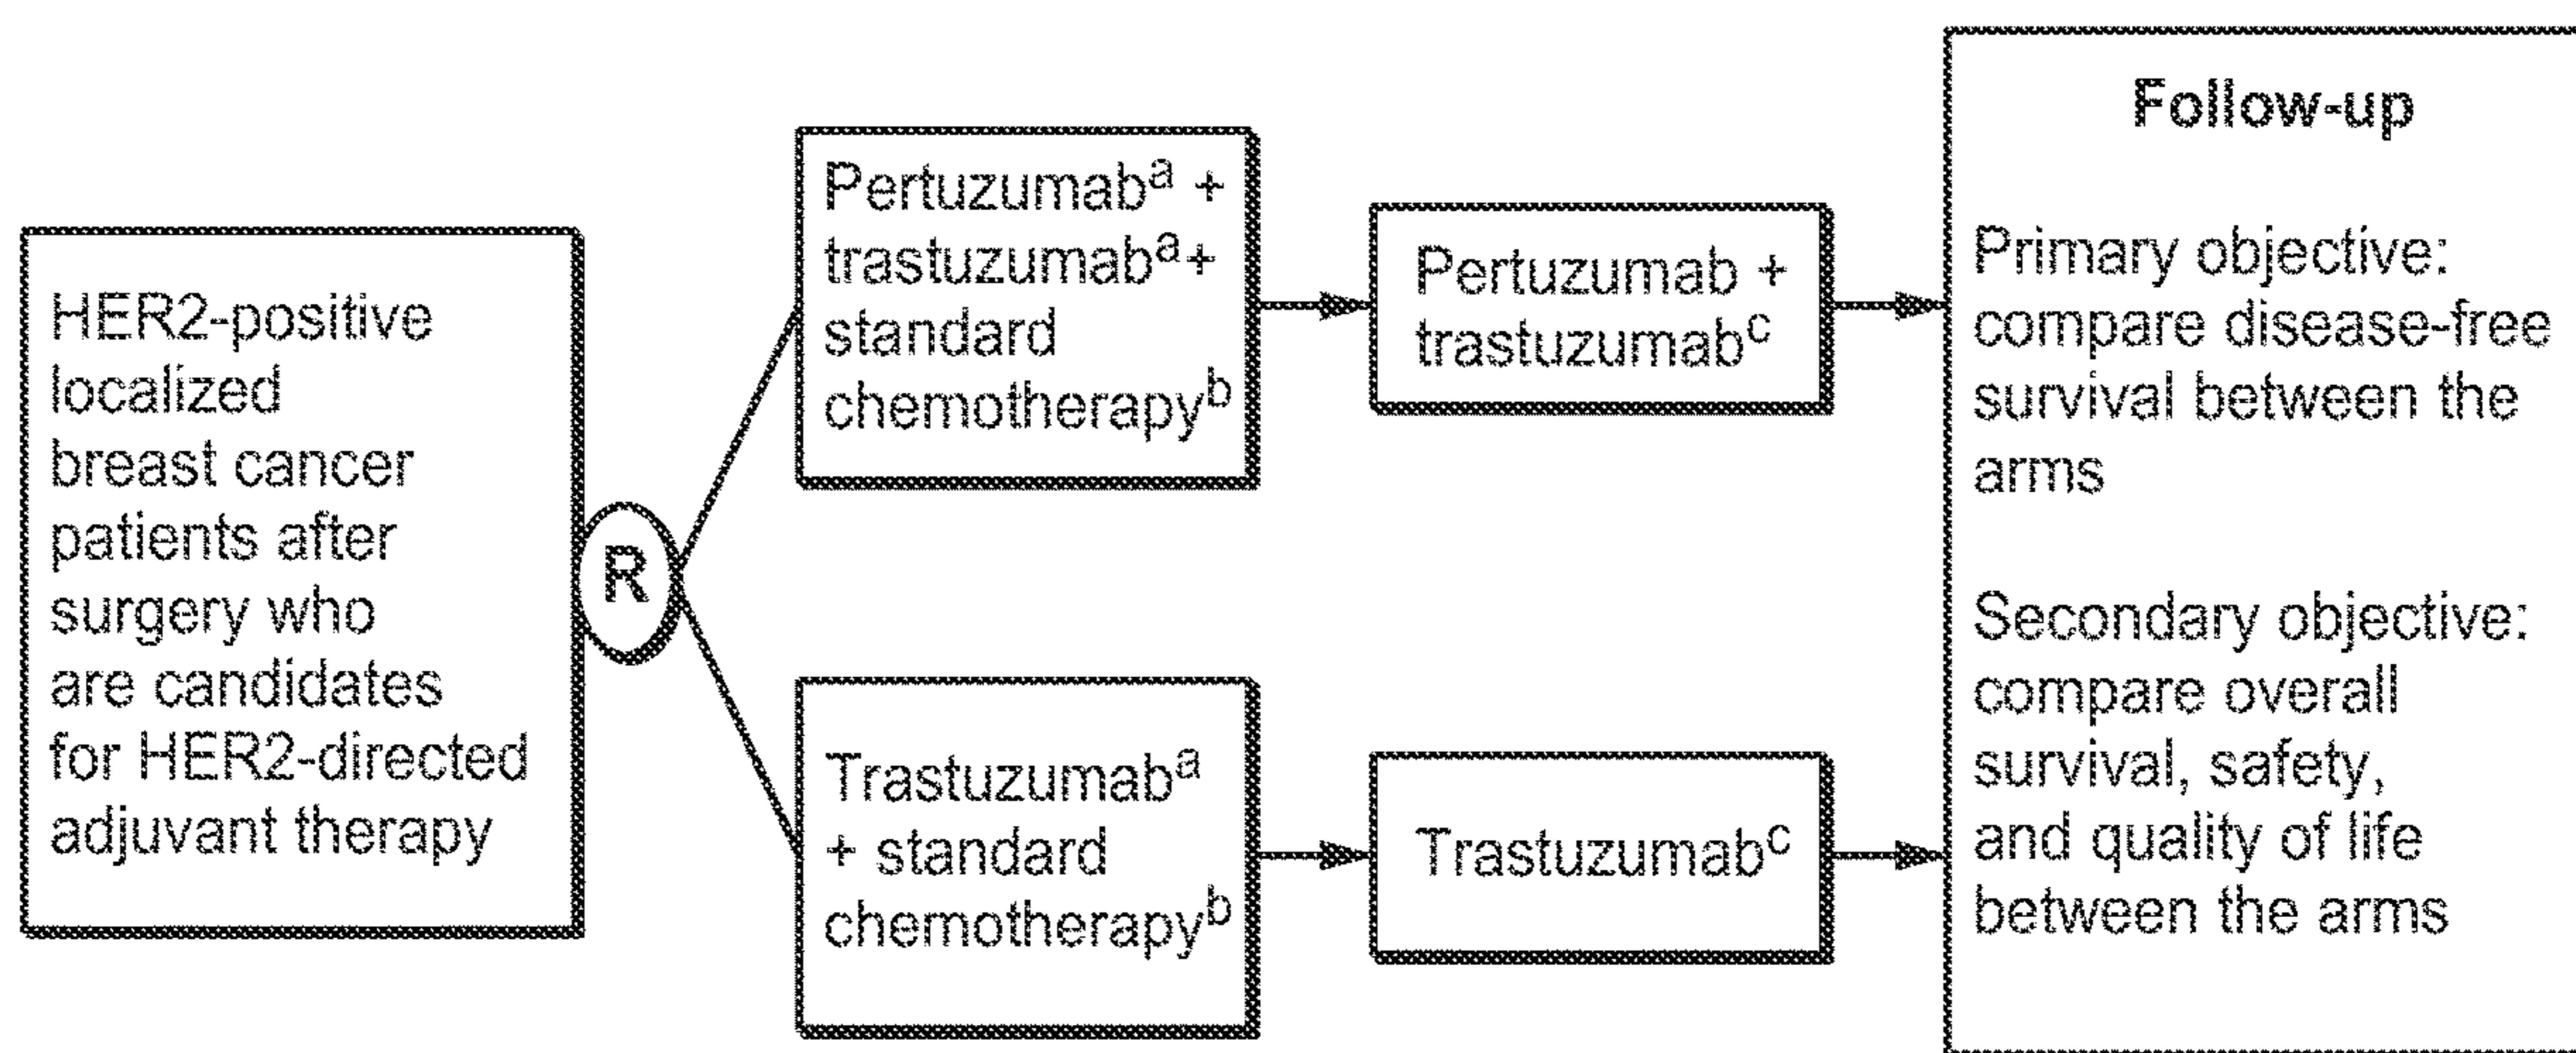 HER2-positive
localized
breast cancer
patients after
surgery who
are candidates
for HER2-directed
adjuvant therapy
R
Pertuzumabᵃ +
trastuzumabᵃ+
standard
chemotherapyᵇ
Pertuzumab +
trastuzumabᶜ
Trastuzumabᵃ
+ standard
chemotherapyᵇ
Trastuzumabᶜ
Follow-up
Primary objective:
compare disease-free
survival between the
arms
Secondary objective:
compare overall
survival, safety,
and quality of life
between the arms